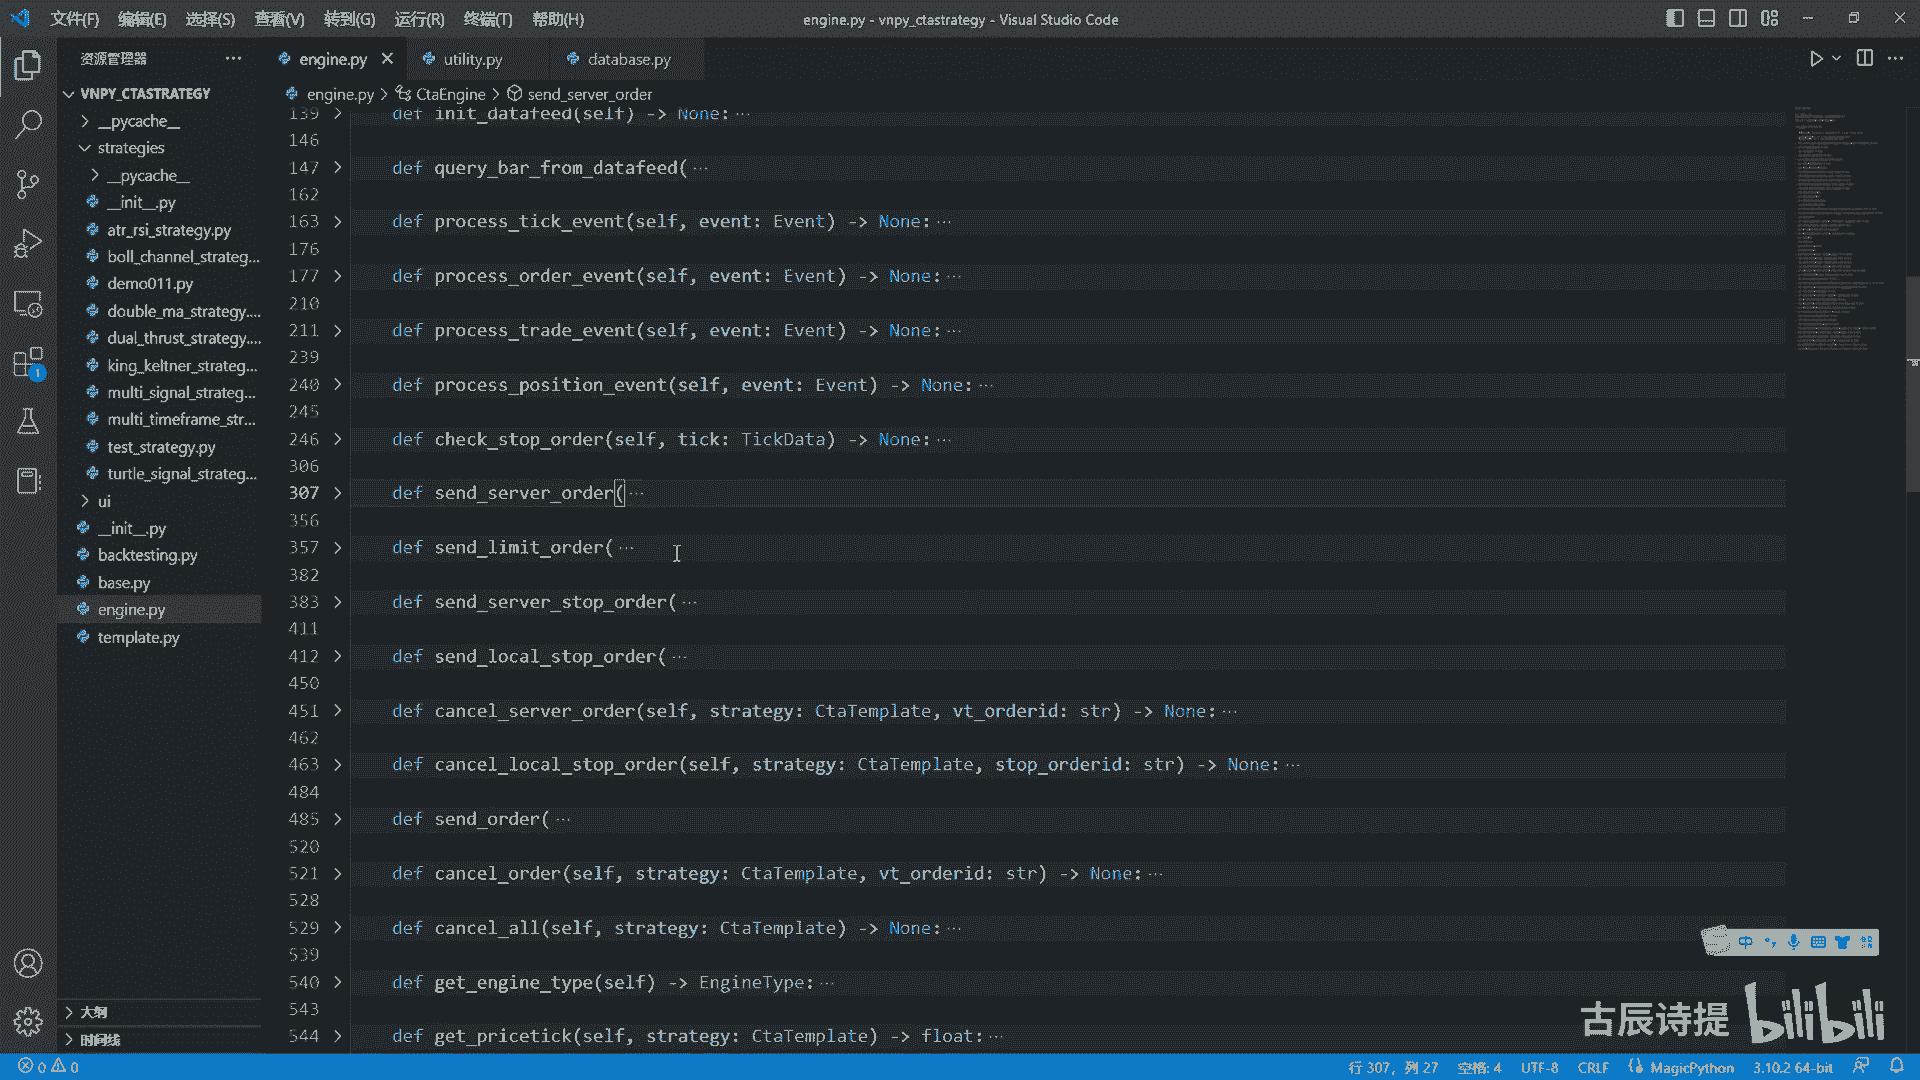 文件(F) 编辑(E) 选择(S) 查看(V) 转到(G) 运行(R) 终端(T) 帮助(H) engine.py - vnpy_ctastrategy - Visual Studio Code
资源管理器 ···
engine.py utility.py database.py
VNPY_CTASTRATEGY
__pycache__
strategies
__pycache__
__init__.py
atr_rsi_strategy.py
boll_channel_strateg...
demo011.py
double_ma_strategy....
dual_thrust_strategy....
king_keltner_strateg...
multi_signal_strateg...
multi_timeframe_str...
test_strategy.py
turtle_signal_strateg...
ui
__init__.py
backtesting.py
base.py
engine.py
template.py
大纲
时间线
1
engine.py > CtaEngine > send_server_order
139 def init_datafeed(self) -> None: ···
146
147 def query_bar_from_datafeed( ···
162
163 def process_tick_event(self, event: Event) -> None: ···
176
177 def process_order_event(self, event: Event) -> None: ···
210
211 def process_trade_event(self, event: Event) -> None: ···
239
240 def process_position_event(self, event: Event) -> None: ···
245
246 def check_stop_order(self, tick: TickData) -> None: ···
306
307 def send_server_order( ···
356
357 def send_limit_order( ···
382
383 def send_server_stop_order( ···
411
412 def send_local_stop_order( ···
450
451 def cancel_server_order(self, strategy: CtaTemplate, vt_orderid: str) -> None: ···
462
463 def cancel_local_stop_order(self, strategy: CtaTemplate, stop_orderid: str) -> None: ···
484
485 def send_order( ···
520
521 def cancel_order(self, strategy: CtaTemplate, vt_orderid: str) -> None: ···
528
529 def cancel_all(self, strategy: CtaTemplate) -> None: ···
539
540 def get_engine_type(self) -> EngineType: ···
543
544 def get_pricetick(self, strategy: CtaTemplate) -> float: ···
中
古辰诗提 bilibili
0 0 行 307, 列 27 空格: 4 UTF-8 CRLF MagicPython 3.10.2 64-bit